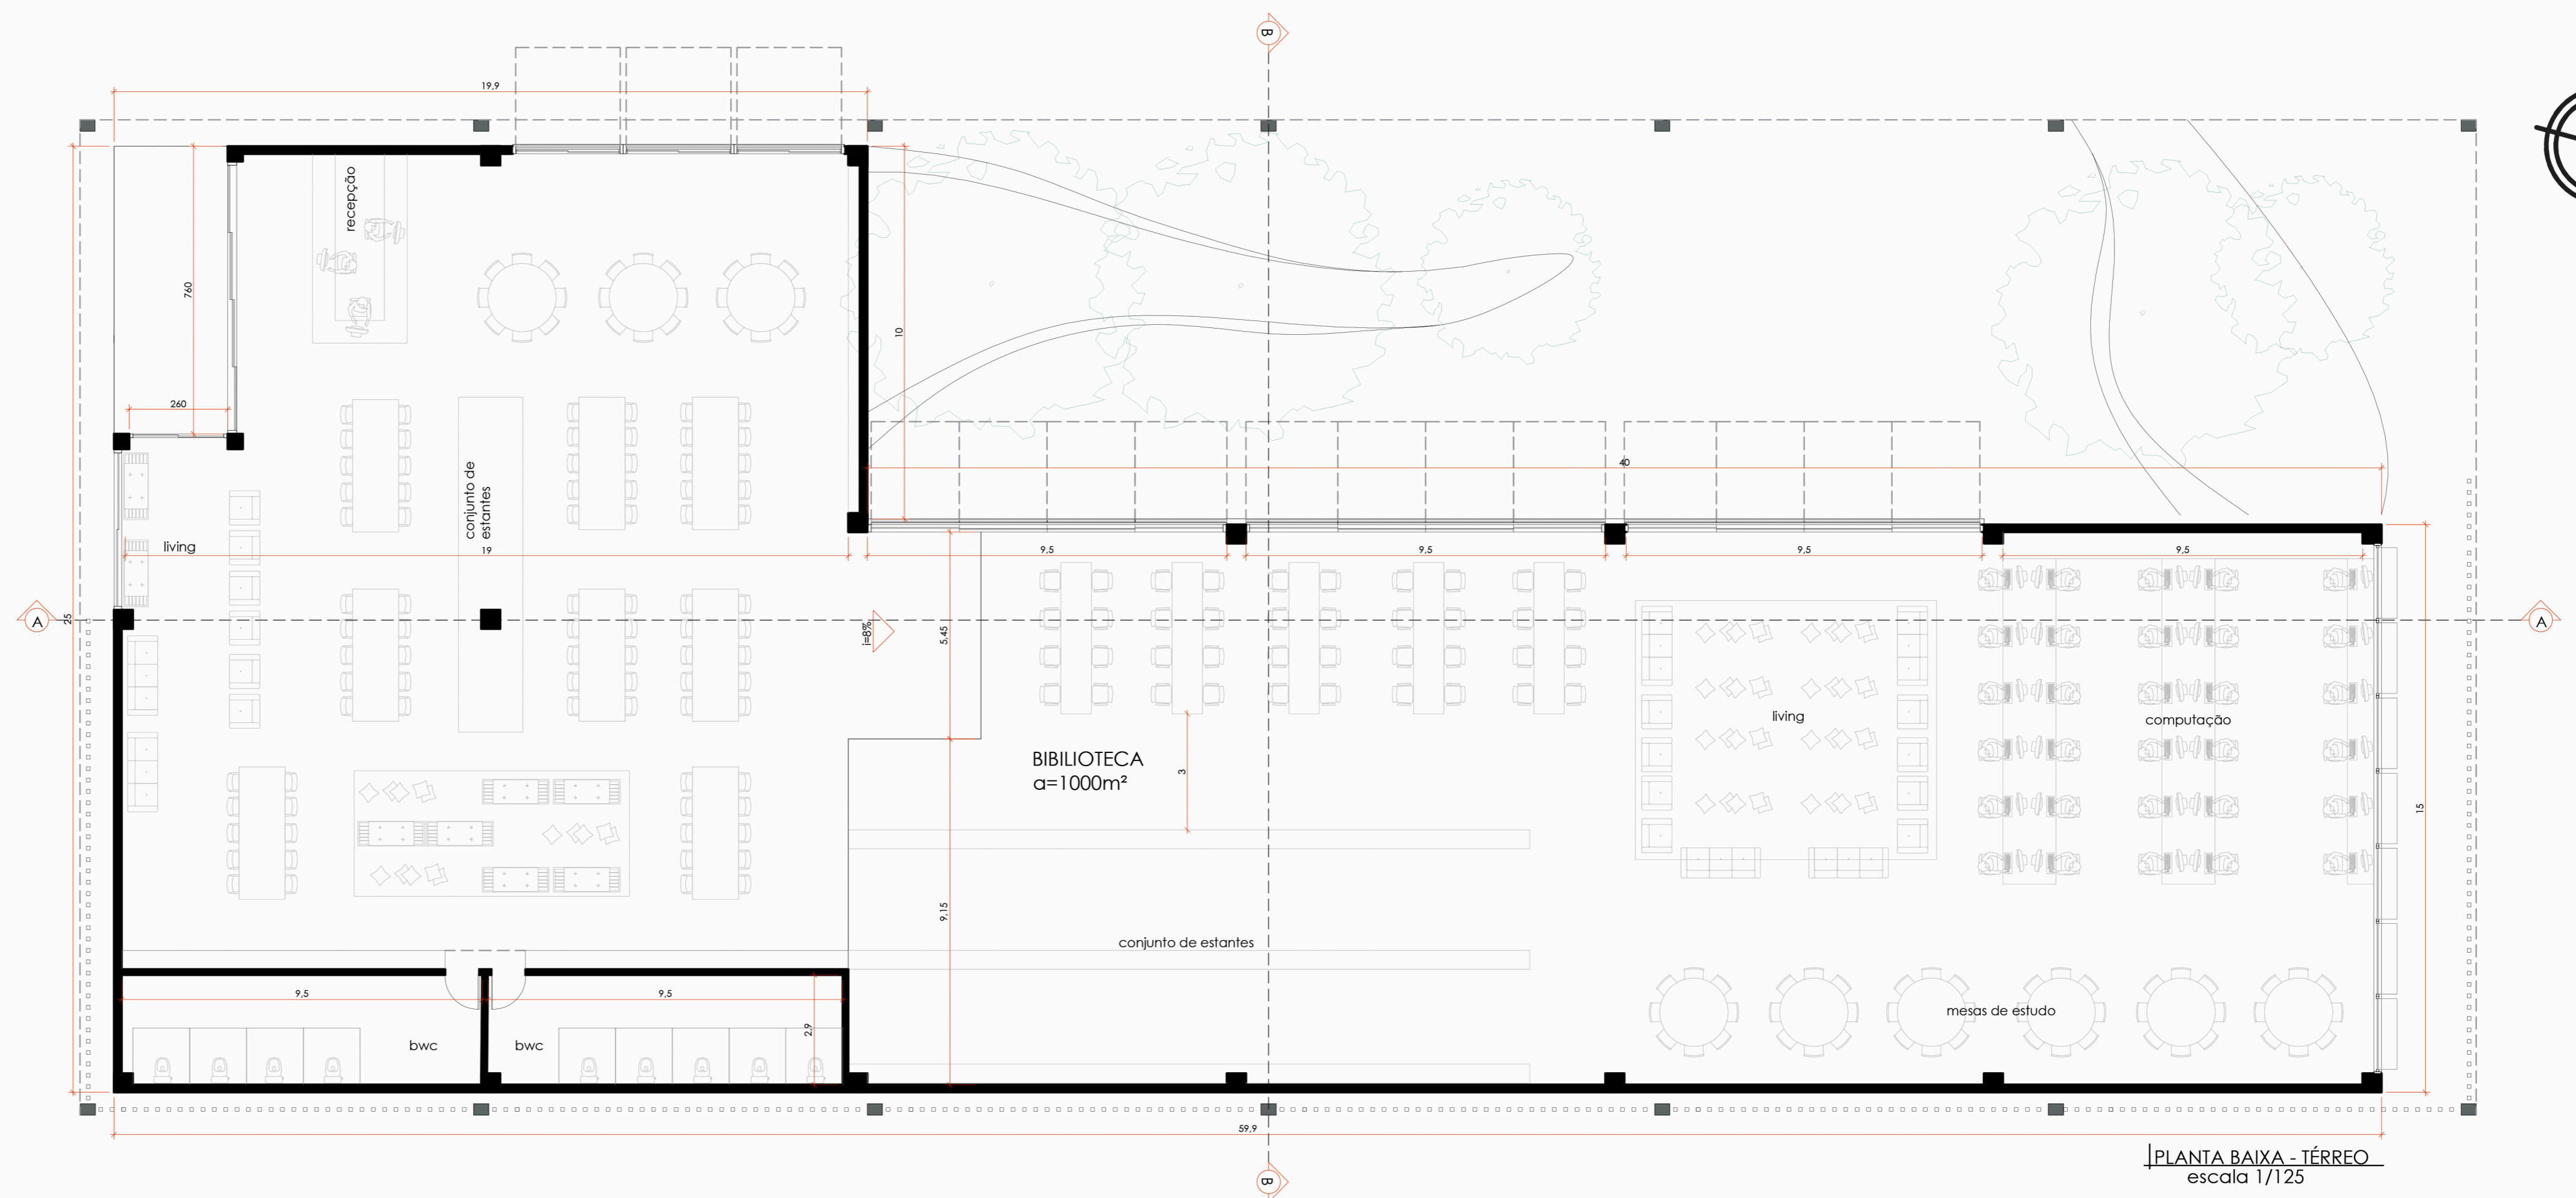 B
19,9
recepção
760
10
260
40
conjunto de
estantes
living
19
9,5
9,5
9,5
9,5
A
25
i=8%
5,45
A
living
computação
BIBILIOTECA
a=1000m²
3
15
9,15
conjunto de estantes
9,5
9,5
2,9
mesas de estudo
bwc
bwc
59,9
PLANTA BAIXA - TÉRREO
escala 1/125
B